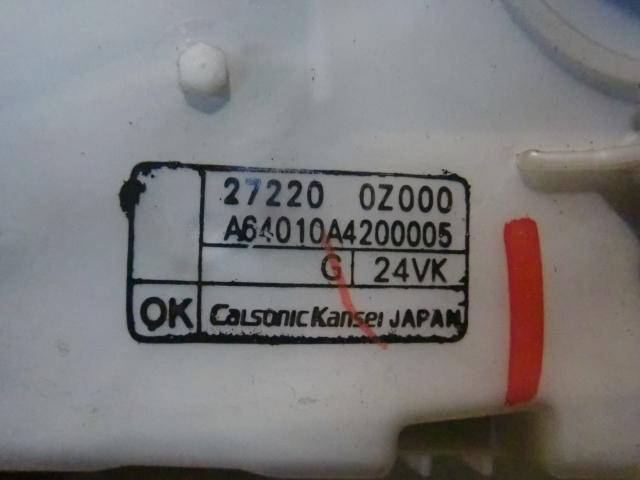 27220 0Z000
A64010A4200005
G 24VK
OK CalsonicKansei JAPAN